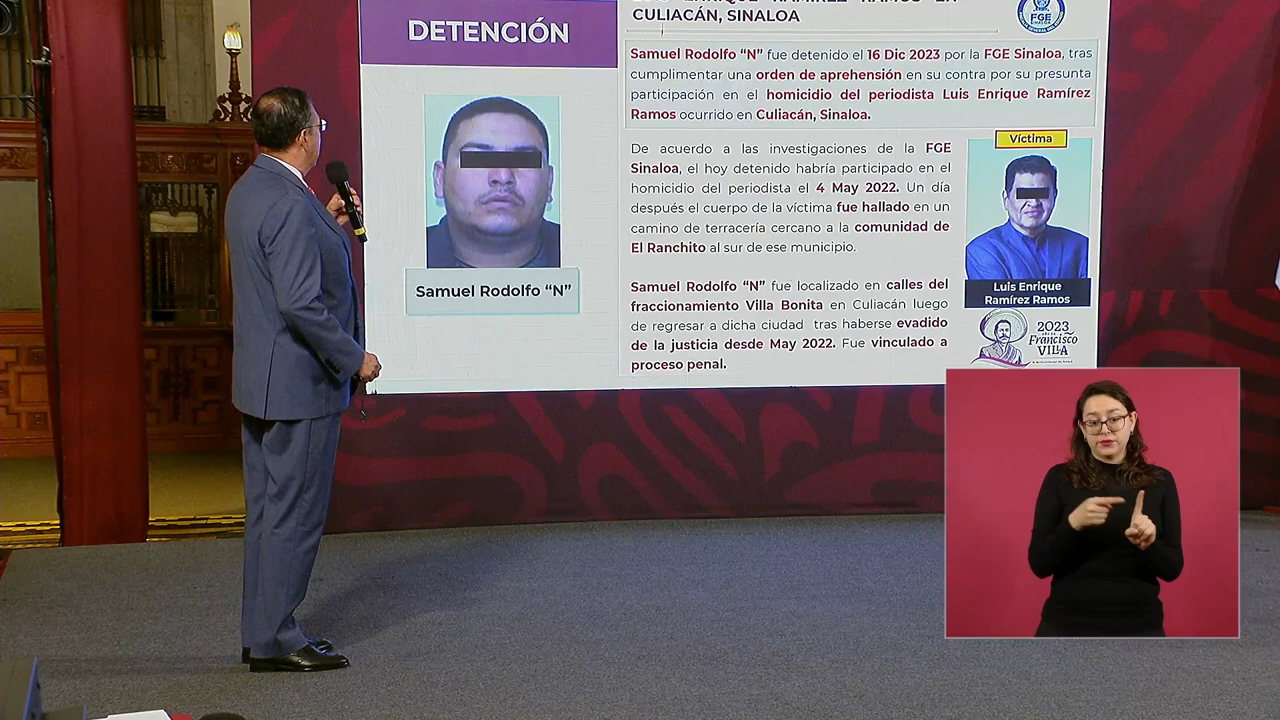 DETENCIÓN
CULIACÁN, SINALOA
FGE
SINALOA
Samuel Rodolfo “N” fue detenido el 16 Dic 2023 por la FGE Sinaloa, tras
cumplimentar una orden de aprehensión en su contra por su presunta
participación en el homicidio del periodista Luis Enrique Ramírez
Ramos ocurrido en Culiacán, Sinaloa.
De acuerdo a las investigaciones de la FGE
Sinaloa, el hoy detenido habría participado en el
homicidio del periodista el 4 May 2022. Un día
después el cuerpo de la víctima fue hallado en un
camino de terracería cercano a la comunidad de
El Ranchito al sur de ese municipio.
Víctima
Luis Enrique
Ramírez Ramos
Samuel Rodolfo “N”
Samuel Rodolfo “N” fue localizado en calles del
fraccionamiento Villa Bonita en Culiacán luego
de regresar a dicha ciudad tras haberse evadido
de la justicia desde May 2022. Fue vinculado a
proceso penal.
2023
Francisco
VILLA